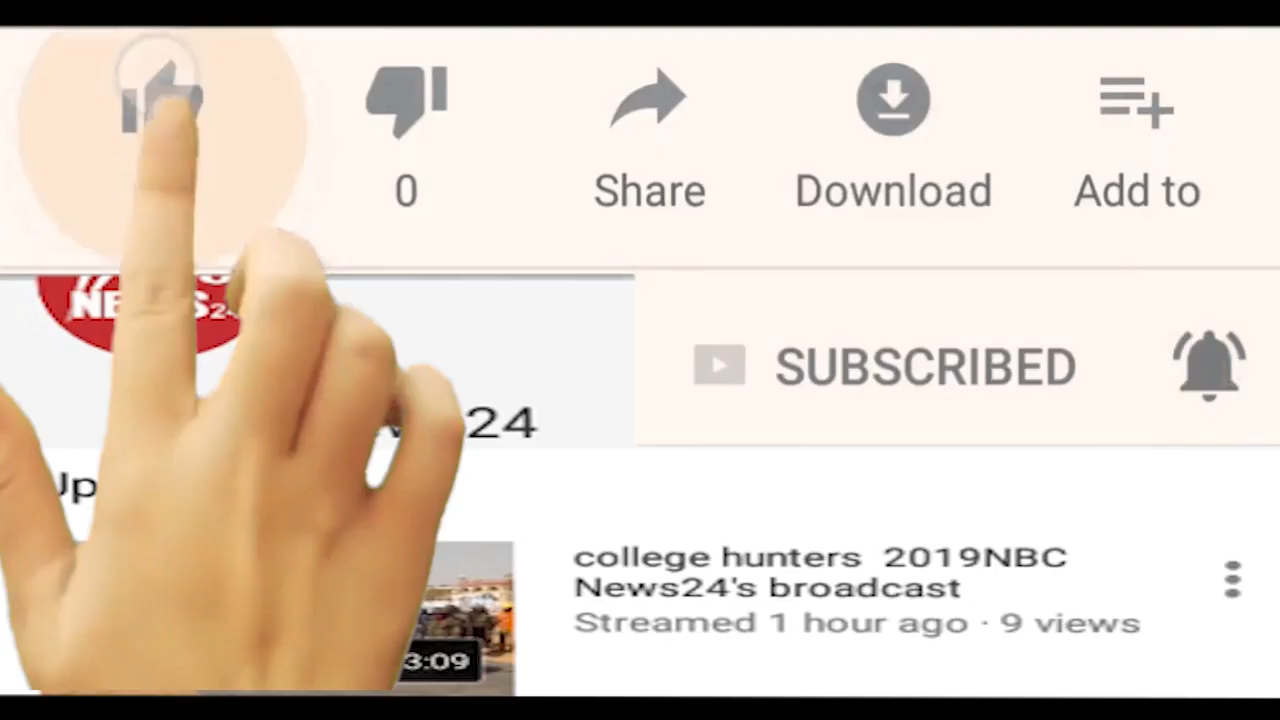 0
Share
Download
Add to
SUBSCRIBED
24
college hunters 2019NBC
News24's broadcast
Streamed 1 hour ago · 9 views
3:09